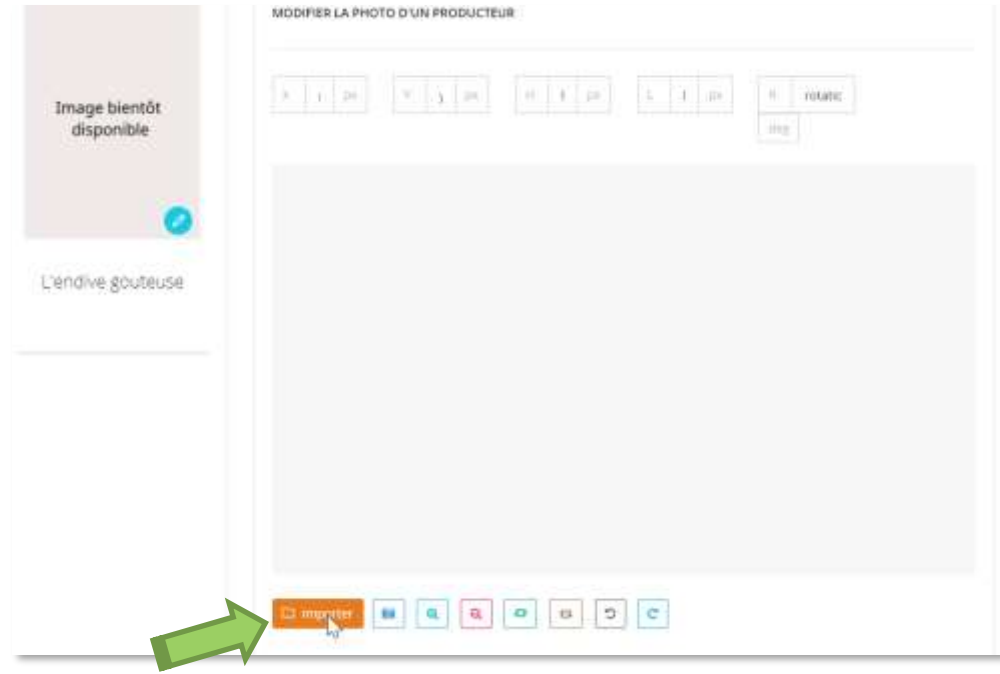 MODIFIER LA PHOTO D'UN PRODUCTEUR
Image bientôt
disponible
X px Y px H px L px R rotatic
deg
L'endive gouteuse
Importer